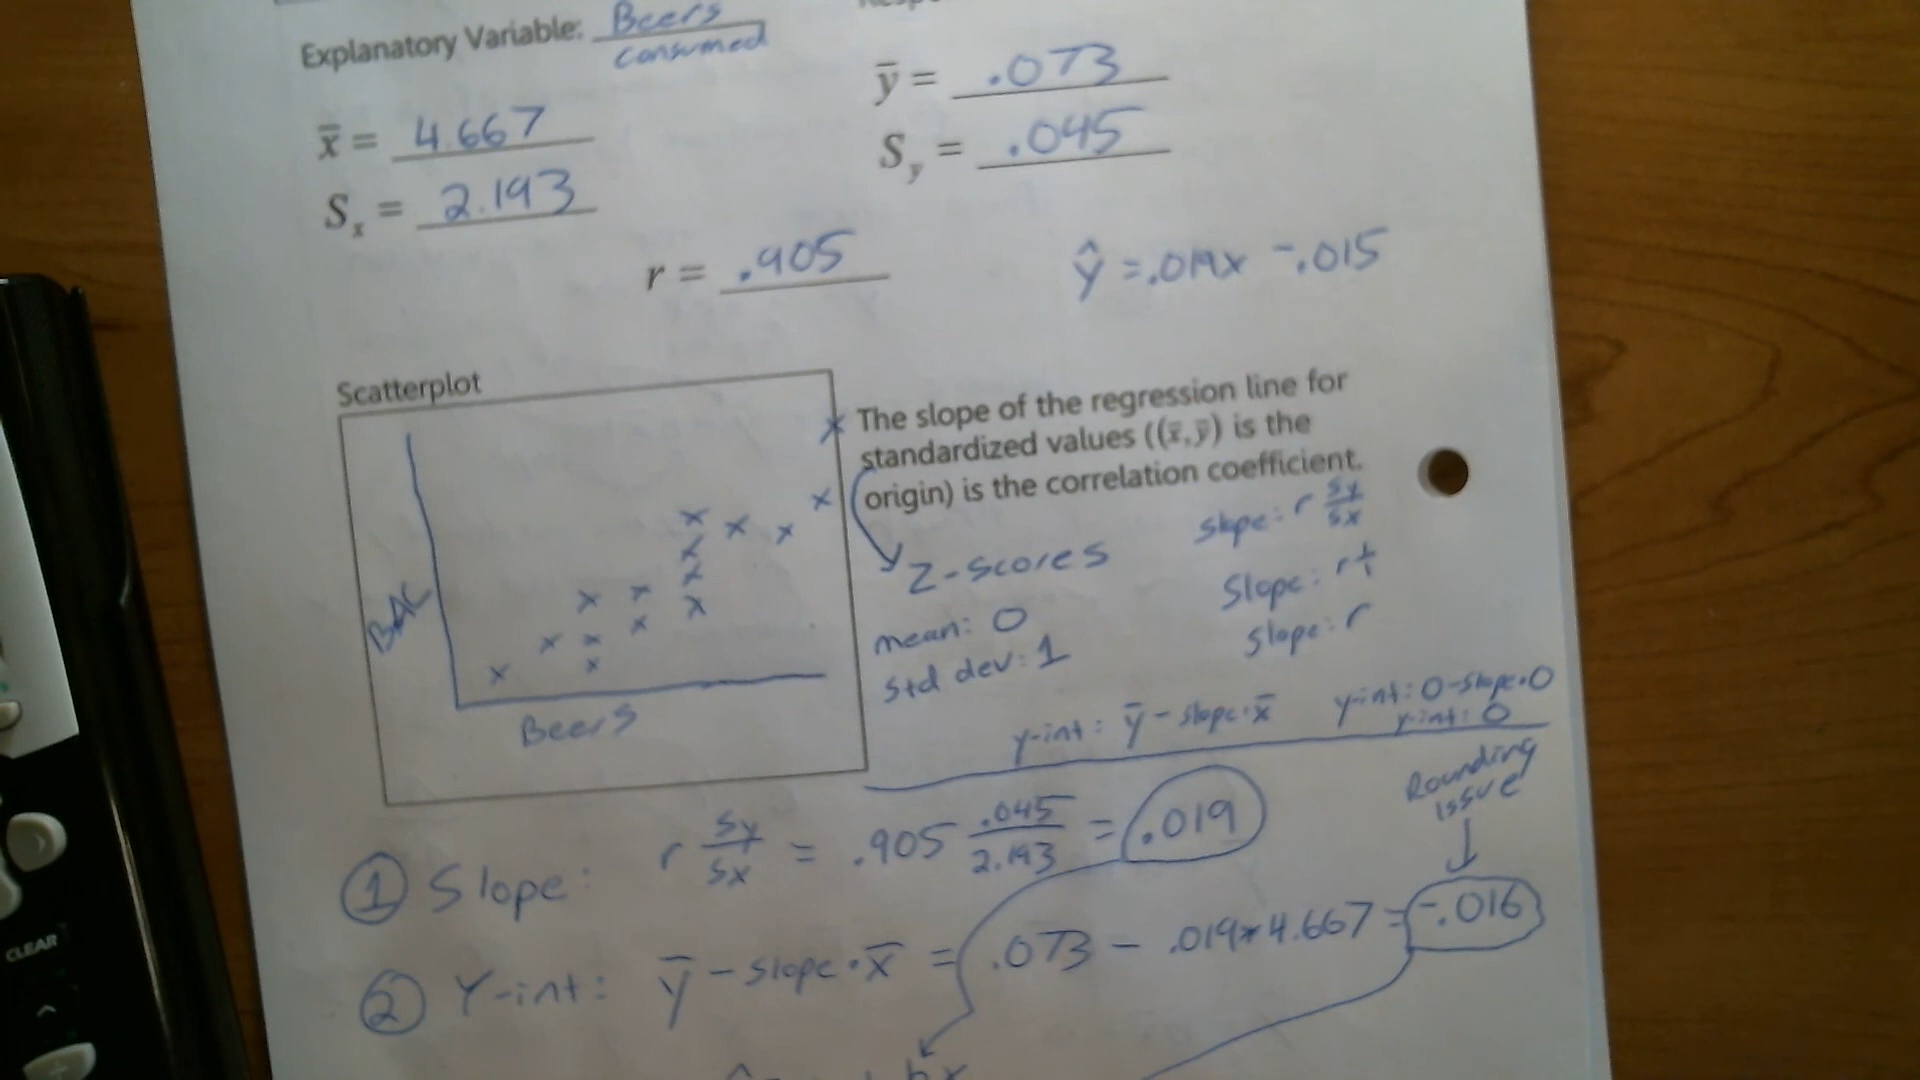 Explanatory Variable: Beers
consumed
x̄ = 4.667
ȳ = .073
Sx = 2.193
Sy = .045
r = .905
ŷ = .019x -.015
Scatterplot
BAC
Beers
The slope of the regression line for
standardized values ((x̄,ȳ) is the
origin) is the correlation coefficient.
Z-scores
mean: 0
std dev: 1
Slope: r Sy/Sx
Slope: r 1/1
Slope: r
y-int: ȳ - slope·x̄
y-int: 0-slope·0
y-int: 0
Rounding
issue
① Slope: r Sy/Sx = .905 .045/2.193 = .019
② Y-int: ȳ - slope·x̄ = .073 - .019*4.667 = -.016
CLEAR